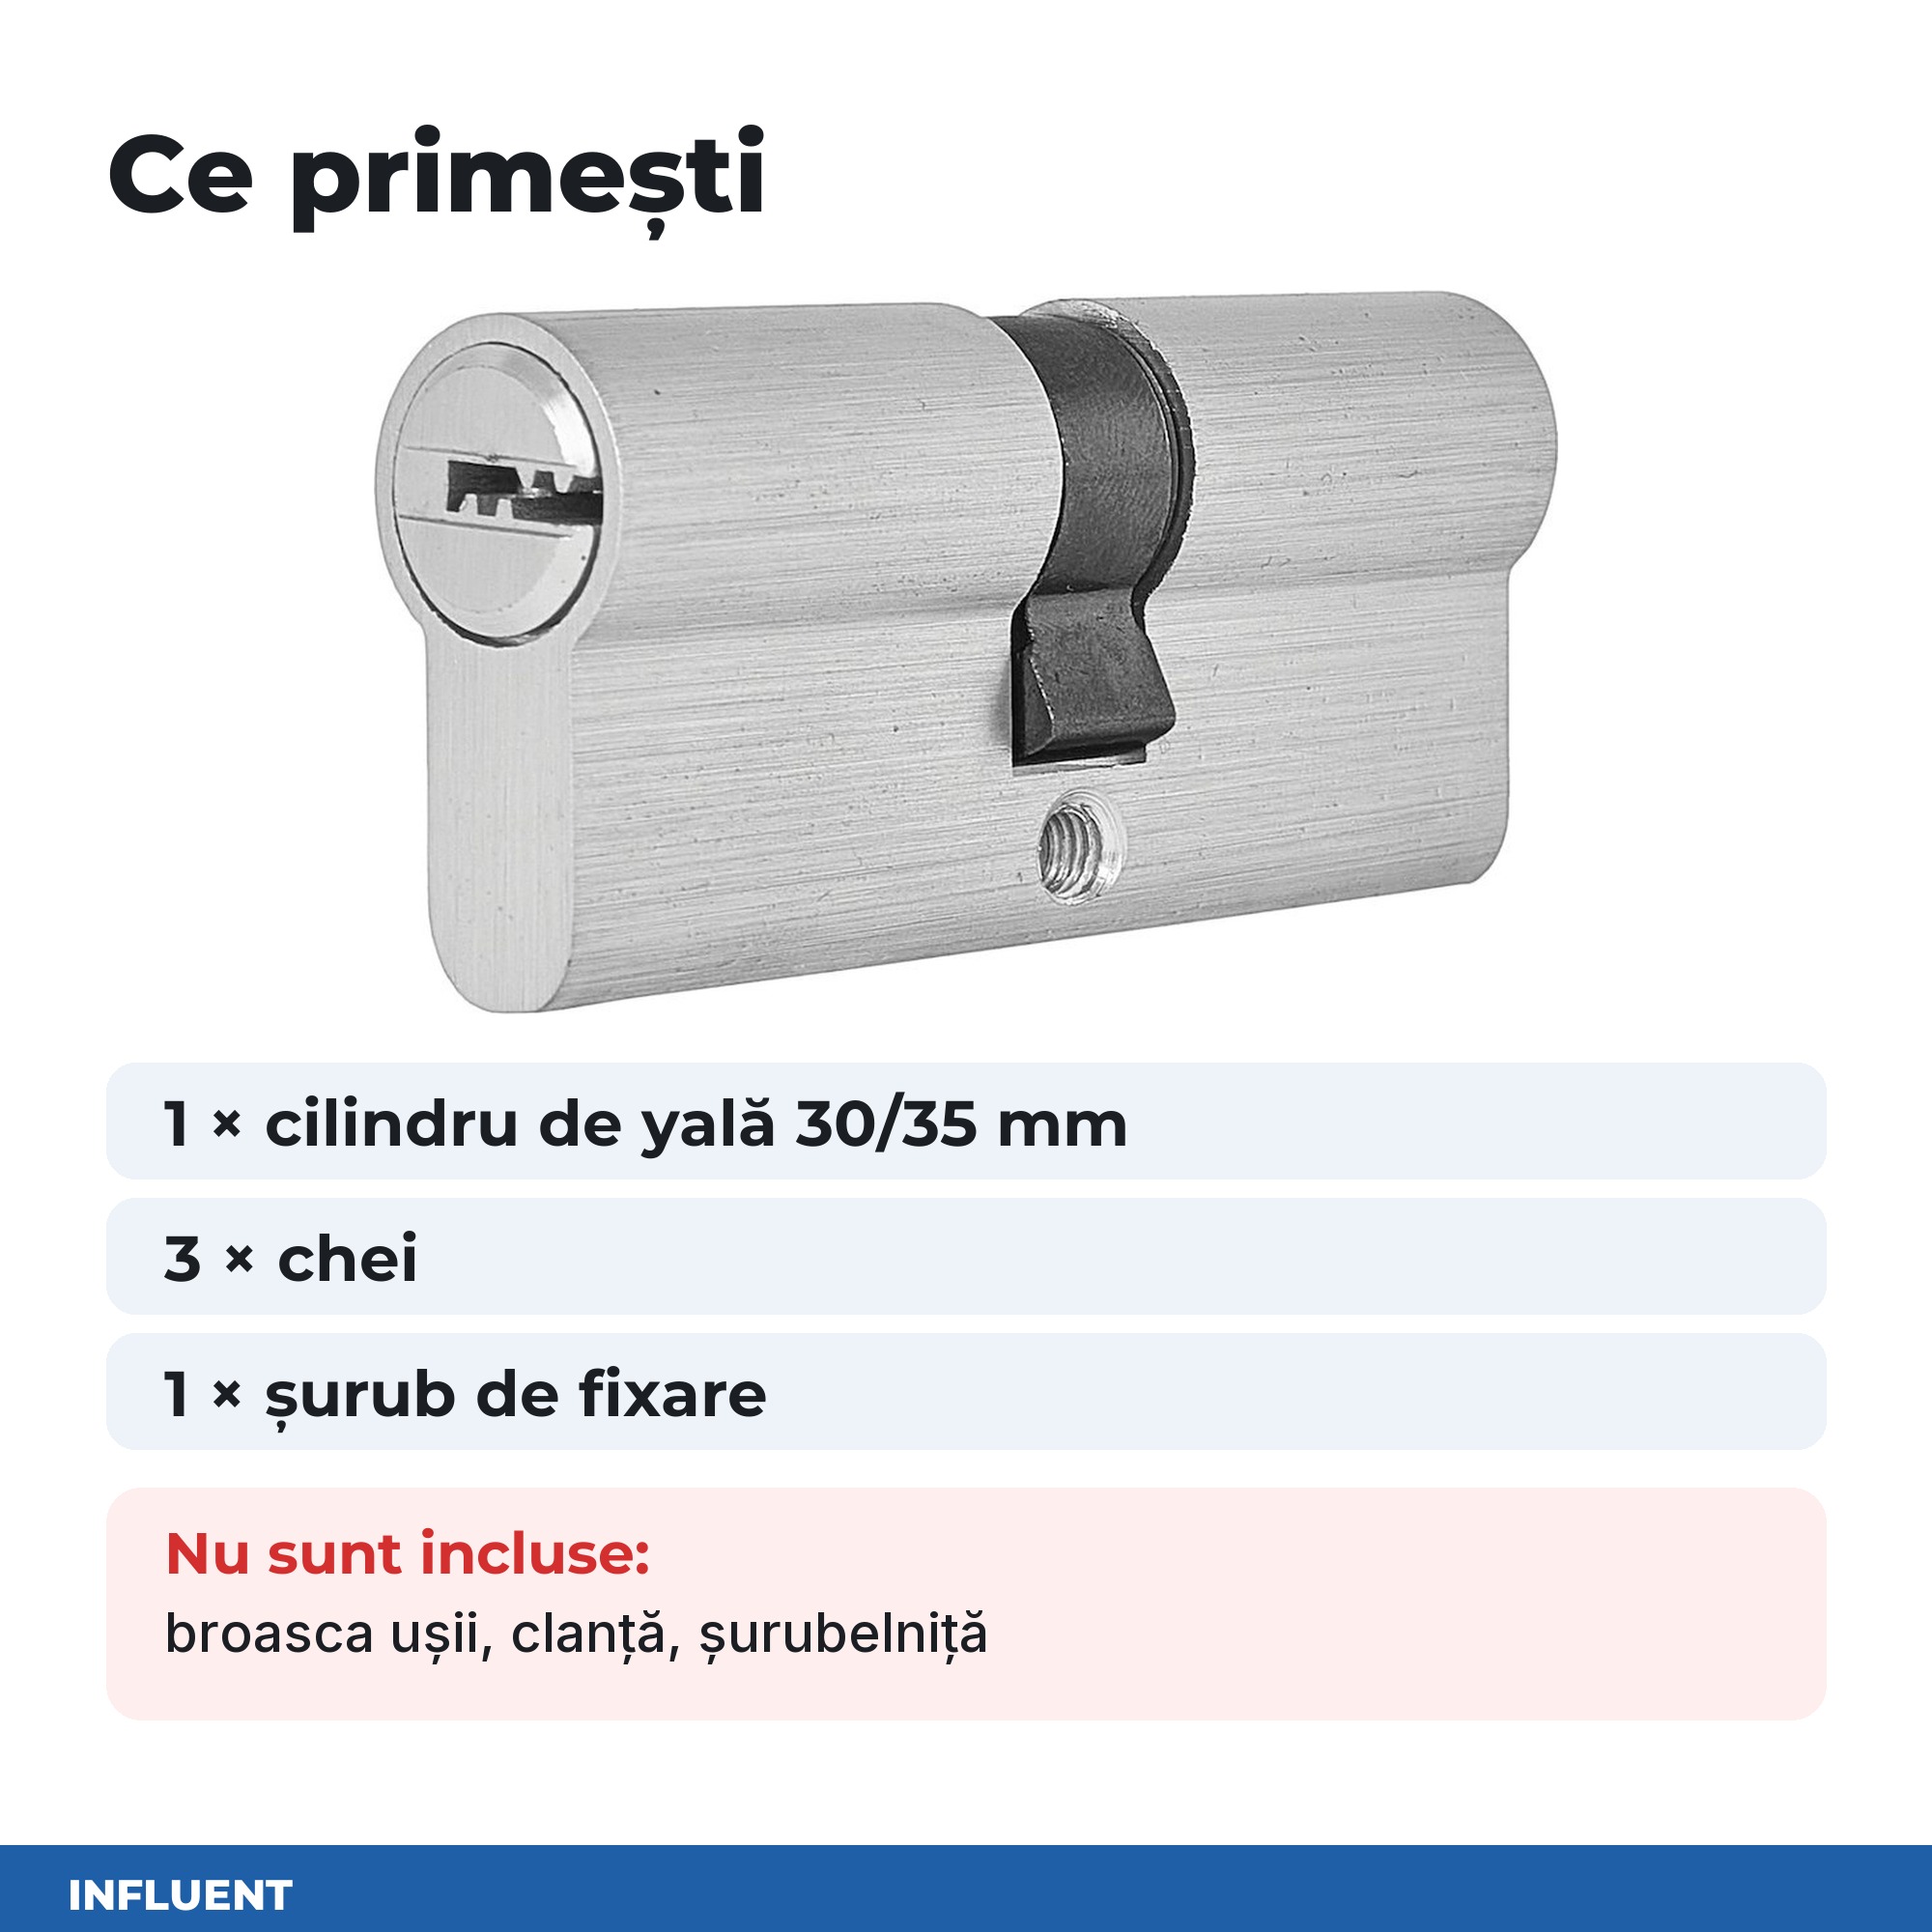 Ce primești
1 × cilindru de yală 30/35 mm
3 × chei
1 × șurub de fixare
Nu sunt incluse:
broasca ușii, clanță, șurubelniță
INFLUENT